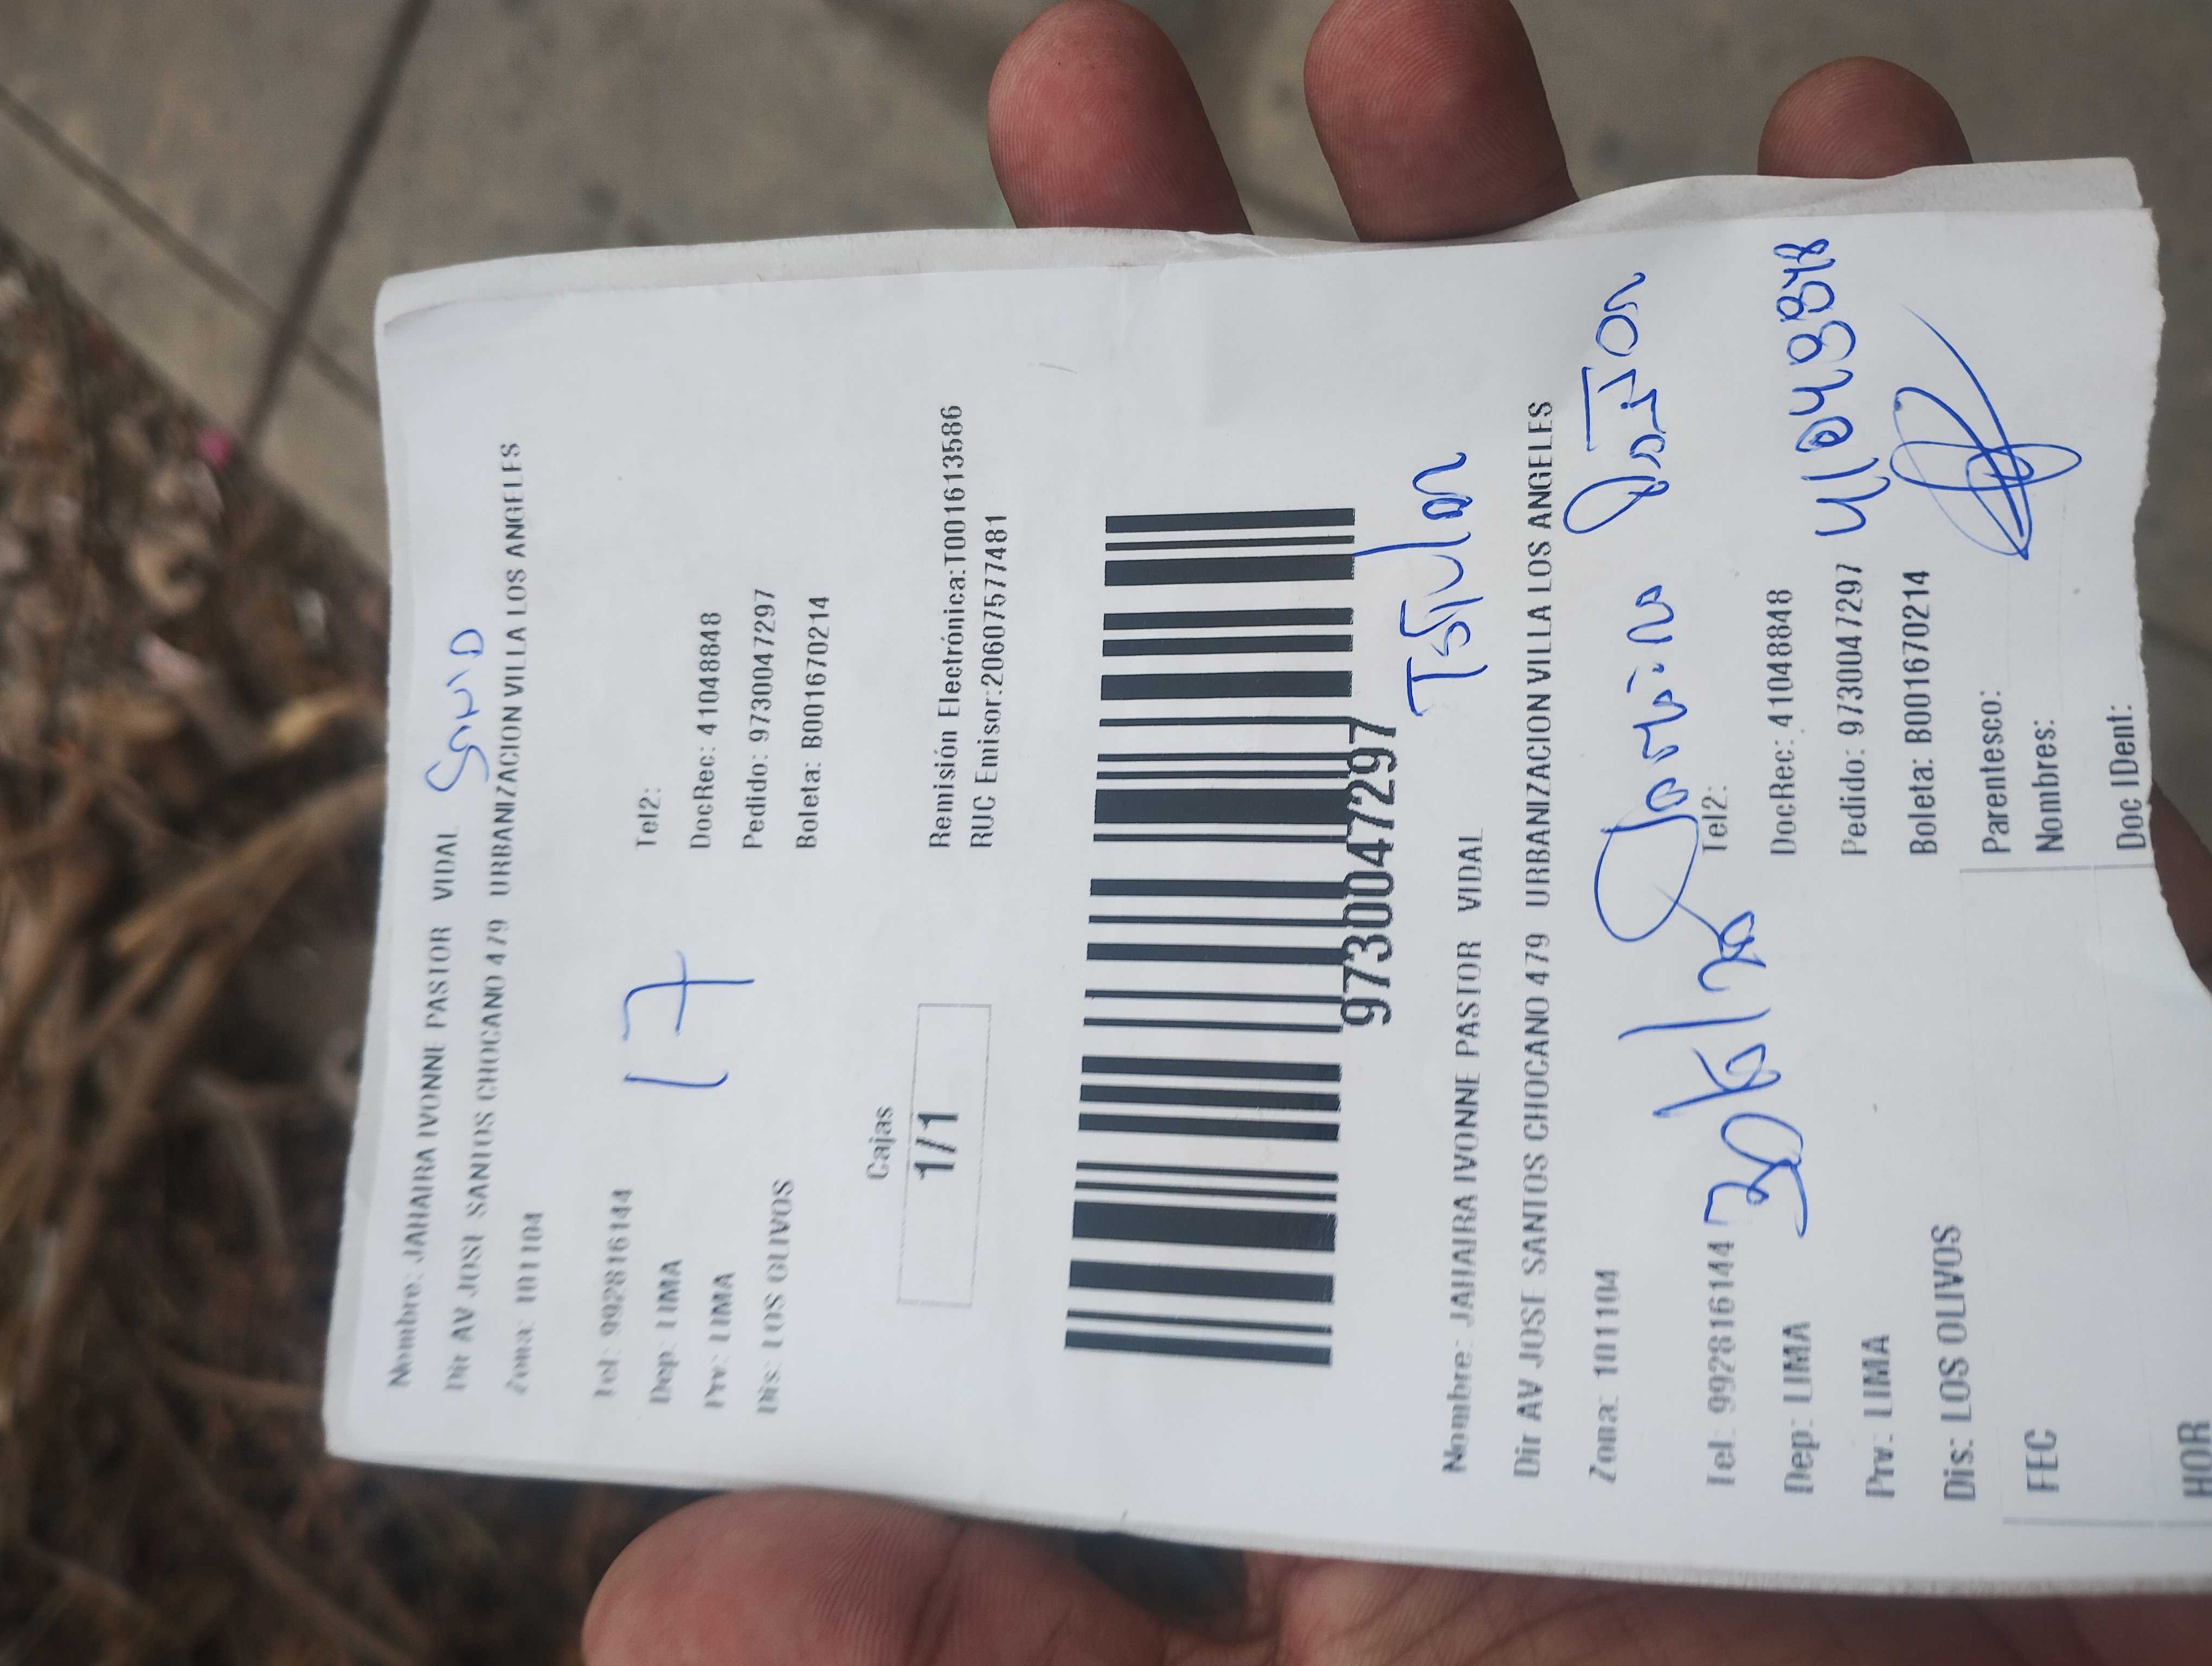 Nombre: JAHAIRA IVONNE PASTOR VIDAL
Dir AV JOSE SANTOS CHOCANO 479 URBANIZACION VILLA LOS ANGELES
Zona: 101104
Tel: 992816144
Tel2:
Dep: LIMA
17
DocRec: 41048848
Prv: LIMA
Pedido: 9730047297
Dis: LOS OLIVOS
Boleta: B001670214
Cajas
1/1
Remisión Electrónica:T001613586
RUC Emisor:20607577481
9730047297
Nombre: JAHAIRA IVONNE PASTOR VIDAL
Dir AV JOSE SANTOS CHOCANO 479 URBANIZACION VILLA LOS ANGELES
Zona: 101104
Tel: 992816144
Tel2:
Dep: LIMA
DocRec: 41048848
41048848
Prv: LIMA
Pedido: 9730047297
Dis: LOS OLIVOS
Boleta: B001670214
FEC
Parentesco:
Nombres:
HOR
Doc IDent: